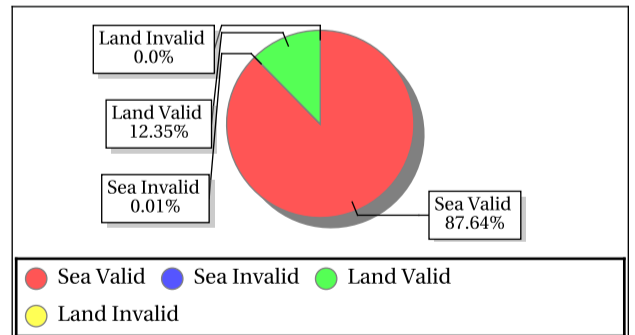 Land Invalid
0.0%
Land Valid
12.35%
Sea Invalid
0.01%
Sea Valid
87.64%
Sea Valid Sea Invalid Land Valid
Land Invalid